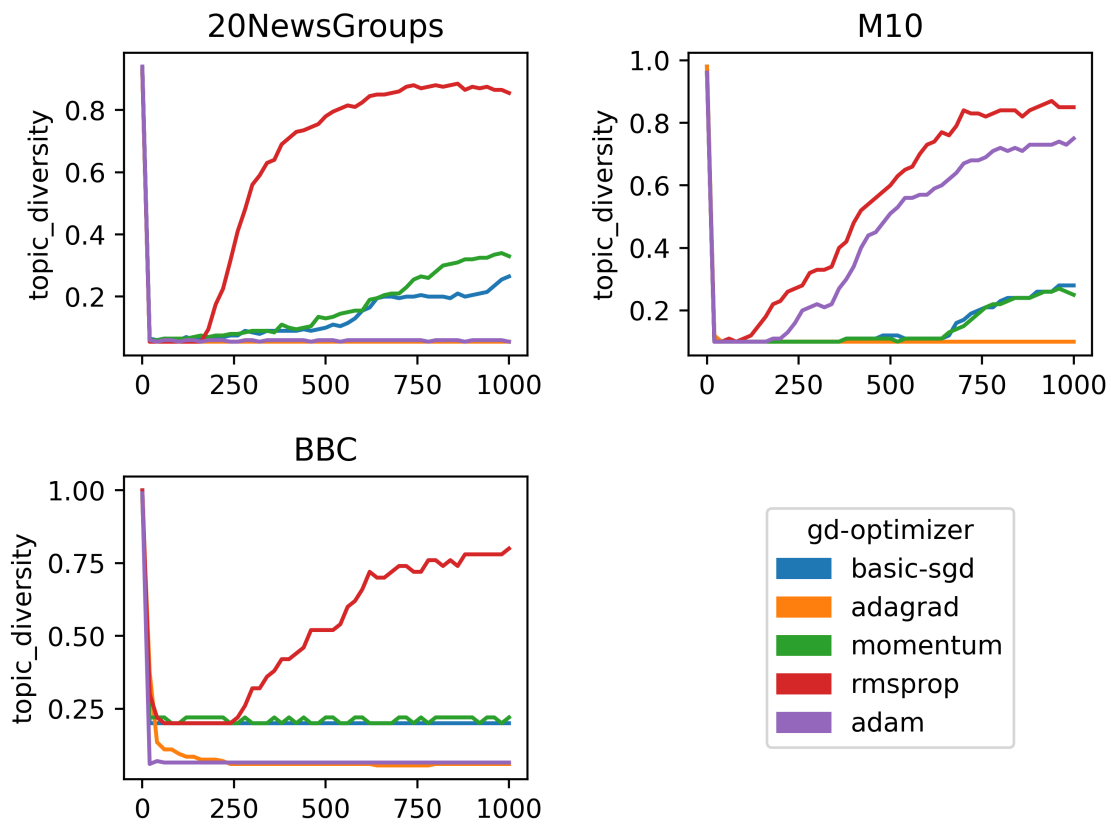 20NewsGroups
topic_diversity
0.8
0.6
0.4
0.2
0 250 500 750 1000
M10
topic_diversity
1.0
0.8
0.6
0.4
0.2
0 250 500 750 1000
BBC
topic_diversity
1.00
0.75
0.50
0.25
0 250 500 750 1000
gd-optimizer
basic-sgd
adagrad
momentum
rmsprop
adam